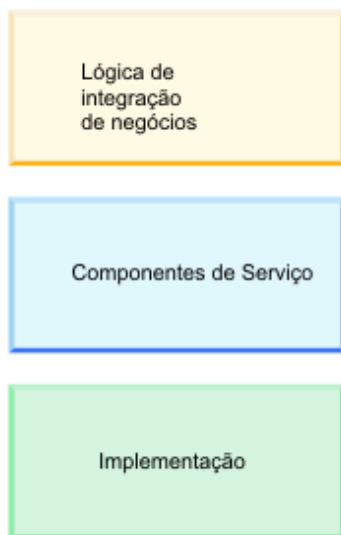 Lógica de
integração
de negócios
Componentes de Serviço
Implementação